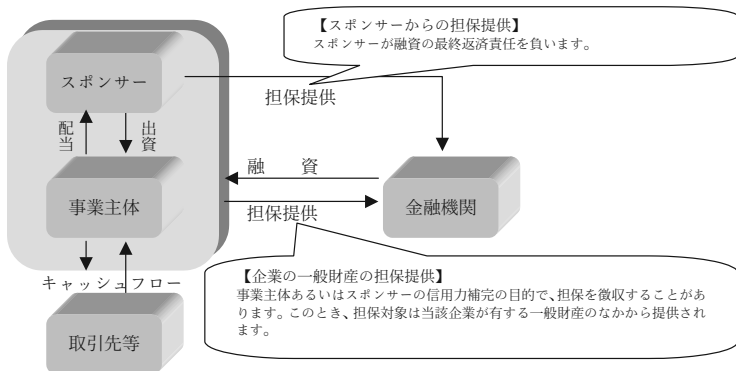 【スポンサーからの担保提供】
スポンサーが融資の最終返済責任を負います。
スポンサー
担保提供
配当
出資
融　資
事業主体
金融機関
担保提供
キャッシュフロー
【企業の一般財産の担保提供】
事業主体あるいはスポンサーの信用力補完の目的で、担保を徴収することがあ
ります。このとき、担保対象は当該企業が有する一般財産のなかから提供され
ます。
取引先等